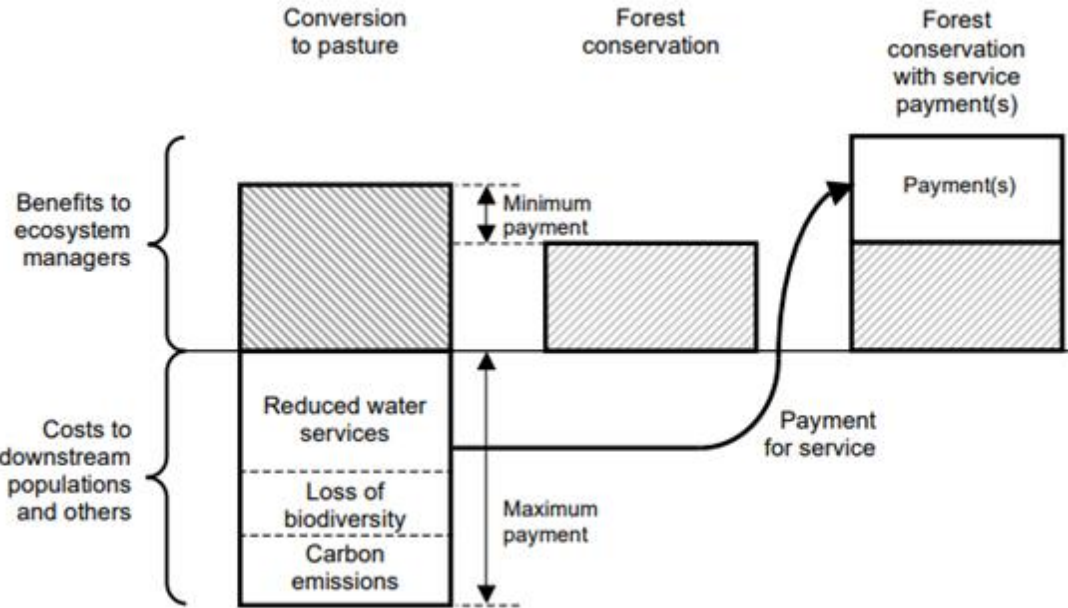 Conversion
to pasture
Forest
conservation
Forest
conservation
with service
payment(s)
Benefits to
ecosystem
managers
Minimum
payment
Payment(s)
Costs to
downstream
populations
and others
Reduced water
services
Loss of
biodiversity
Carbon
emissions
Maximum
payment
Payment
for service